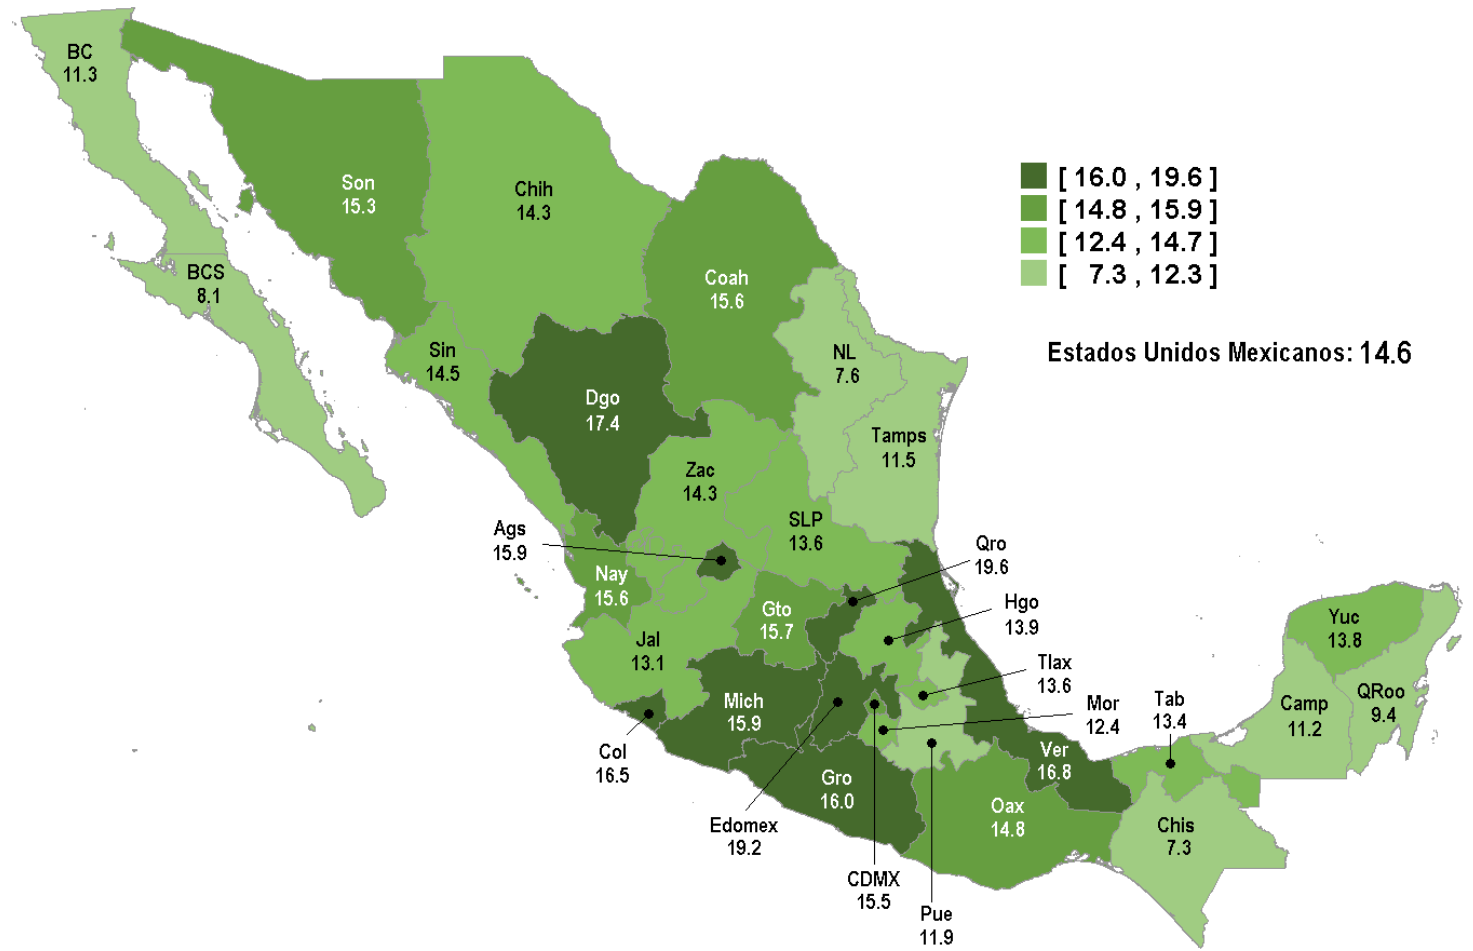 BC
11.3
Son
15.3
Chih
14.3
[ 16.0 , 19.6 ]
[ 14.8 , 15.9 ]
[ 12.4 , 14.7 ]
[ 7.3 , 12.3 ]
BCS
8.1
Coah
15.6
Estados Unidos Mexicanos: 14.6
Sin
14.5
NL
7.6
Dgo
17.4
Tamps
11.5
Zac
14.3
SLP
13.6
Ags
15.9
Qro
19.6
Nay
15.6
Gto
15.7
Hgo
13.9
Yuc
13.8
Jal
13.1
Tlax
13.6
Mich
15.9
Mor
12.4
Tab
13.4
Camp
11.2
QRoo
9.4
Col
16.5
Ver
16.8
Gro
16.0
Oax
14.8
Edomex
19.2
Chis
7.3
CDMX
15.5
Pue
11.9